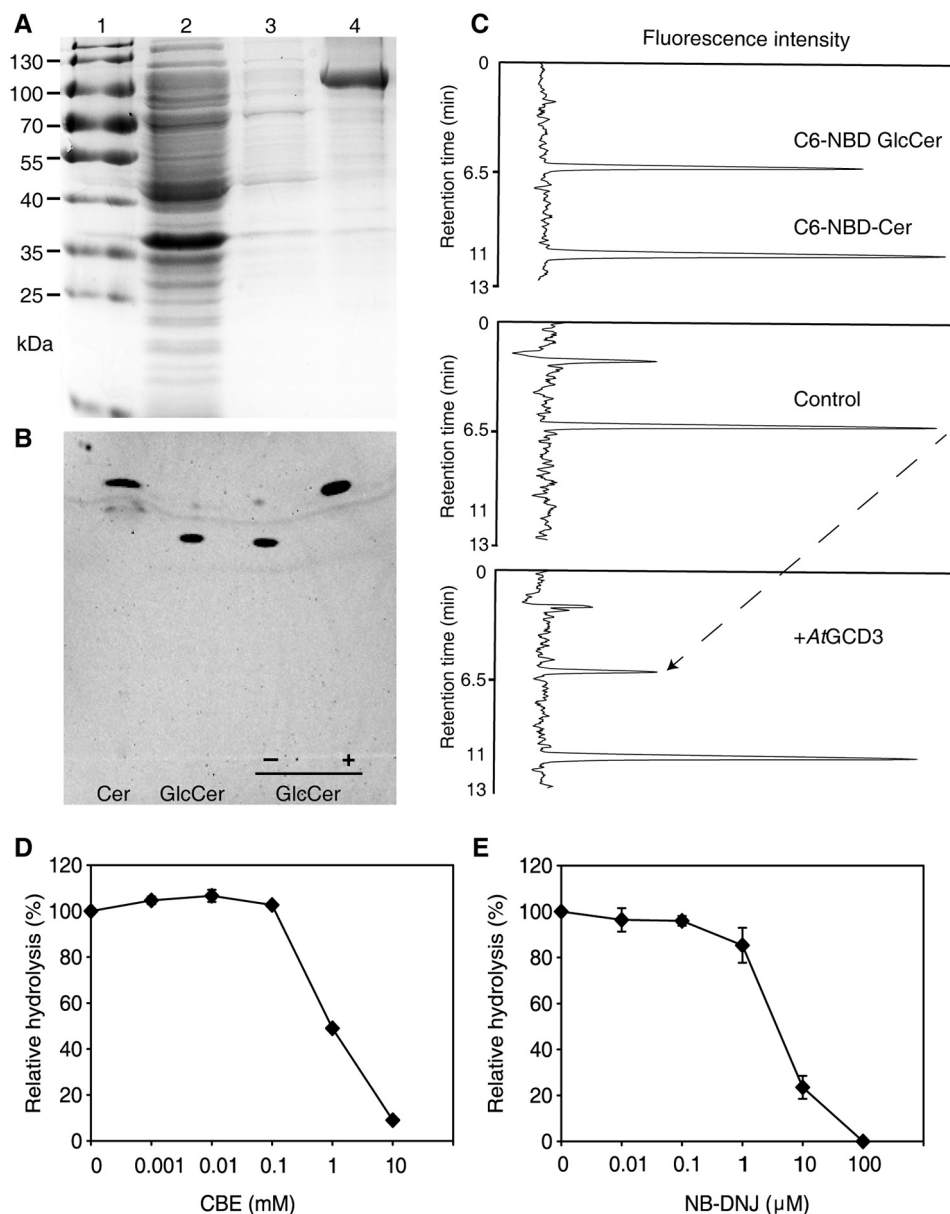 A
1 2 3 4
130
100
70
55
40
35
25
kDa
B
− +
Cer GlcCer GlcCer
C
Fluorescence intensity
Retention time (min)
0
C6-NBD GlcCer
6.5
C6-NBD-Cer
11
13
Retention time (min)
0
Control
6.5
11
13
Retention time (min)
0
+AtGCD3
6.5
11
13
D
Relative hydrolysis (%)
120
100
80
60
40
20
0
0 0.001 0.01 0.1 1 10
CBE (mM)
E
Relative hydrolysis (%)
120
100
80
60
40
20
0
0 0.01 0.1 1 10 100
NB-DNJ (µM)